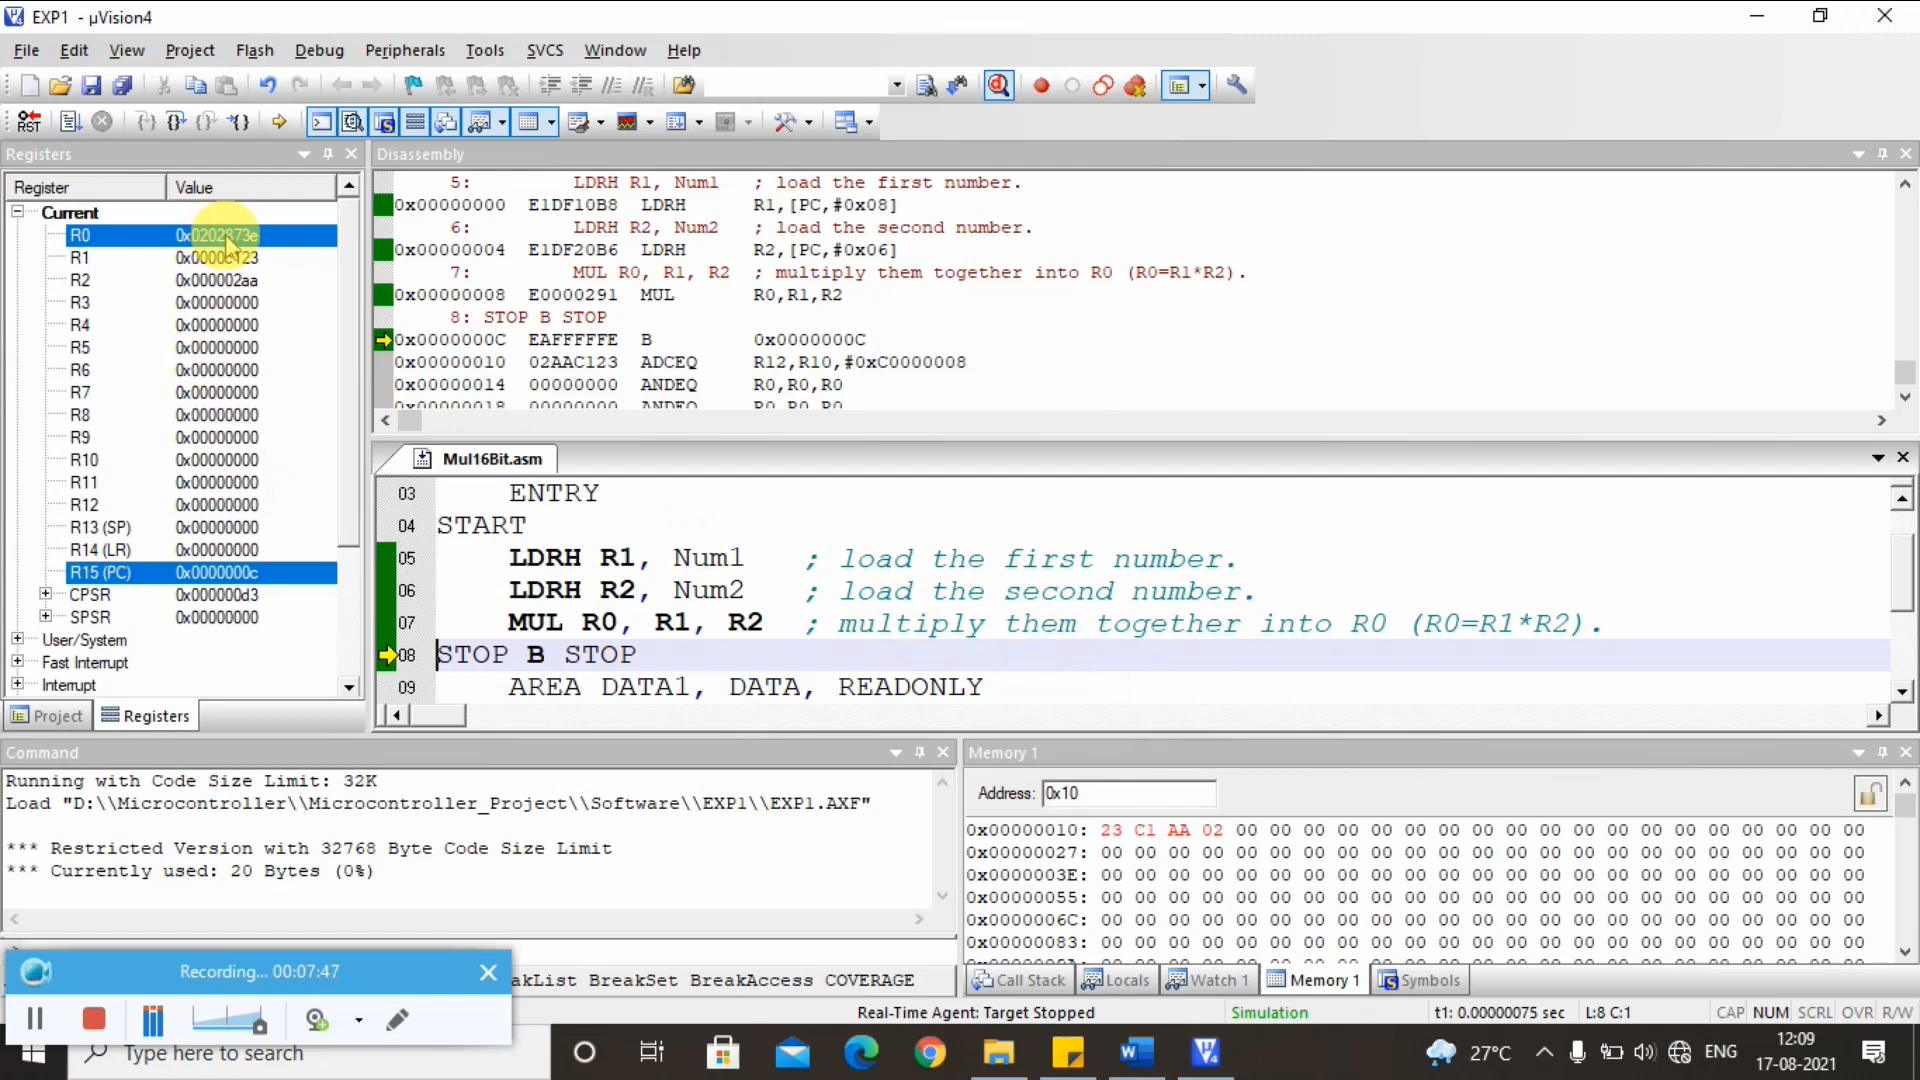 EXP1 - µVision4
File Edit View Project Flash Debug Peripherals Tools SVCS Window Help
RST
Registers
Register Value
Current
R0 0x0202873e
R1 0x0000c123
R2 0x000002aa
R3 0x00000000
R4 0x00000000
R5 0x00000000
R6 0x00000000
R7 0x00000000
R8 0x00000000
R9 0x00000000
R10 0x00000000
R11 0x00000000
R12 0x00000000
R13 (SP) 0x00000000
R14 (LR) 0x00000000
R15 (PC) 0x0000000c
CPSR 0x000000d3
SPSR 0x00000000
User/System
Fast Interrupt
Interrupt
Project Registers
Disassembly
5: LDRH R1, Num1 ; load the first number.
0x00000000 E1DF10B8 LDRH R1,[PC,#0x08]
6: LDRH R2, Num2 ; load the second number.
0x00000004 E1DF20B6 LDRH R2,[PC,#0x06]
7: MUL R0, R1, R2 ; multiply them together into R0 (R0=R1*R2).
0x00000008 E0000291 MUL R0,R1,R2
8: STOP B STOP
0x0000000C EAFFFFFE B 0x0000000C
0x00000010 02AAC123 ADCEQ R12,R10,#0xC0000008
0x00000014 00000000 ANDEQ R0,R0,R0
0x00000018 00000000 ANDEQ R0,R0,R0
Mul16Bit.asm
03 ENTRY
04 START
05 LDRH R1, Num1 ; load the first number.
06 LDRH R2, Num2 ; load the second number.
07 MUL R0, R1, R2 ; multiply them together into R0 (R0=R1*R2).
08 STOP B STOP
09 AREA DATA1, DATA, READONLY
Command
Running with Code Size Limit: 32K
Load "D:\\Microcontroller\\Microcontroller_Project\\Software\\EXP1\\EXP1.AXF"
*** Restricted Version with 32768 Byte Code Size Limit
*** Currently used: 20 Bytes (0%)
BreakSet BreakAccess COVERAGE
Memory 1
Address: 0x10
0x00000010: 23 C1 AA 02 00 00 00 00 00 00 00 00 00 00 00 00 00 00 00 00 00 00 00
0x00000027: 00 00 00 00 00 00 00 00 00 00 00 00 00 00 00 00 00 00 00 00 00 00 00
0x0000003E: 00 00 00 00 00 00 00 00 00 00 00 00 00 00 00 00 00 00 00 00 00 00 00
0x00000055: 00 00 00 00 00 00 00 00 00 00 00 00 00 00 00 00 00 00 00 00 00 00 00
0x0000006C: 00 00 00 00 00 00 00 00 00 00 00 00 00 00 00 00 00 00 00 00 00 00 00
0x00000083: 00 00 00 00 00 00 00 00 00 00 00 00 00 00 00 00 00 00 00 00 00 00 00
Call Stack Locals Watch 1 Memory 1 Symbols
Recording... 00:07:47
Real-Time Agent: Target Stopped Simulation t1: 0.00000075 sec L:8 C:1 CAP NUM SCRL OVR R/W
Type here to search
27°C ENG
12:09
17-08-2021